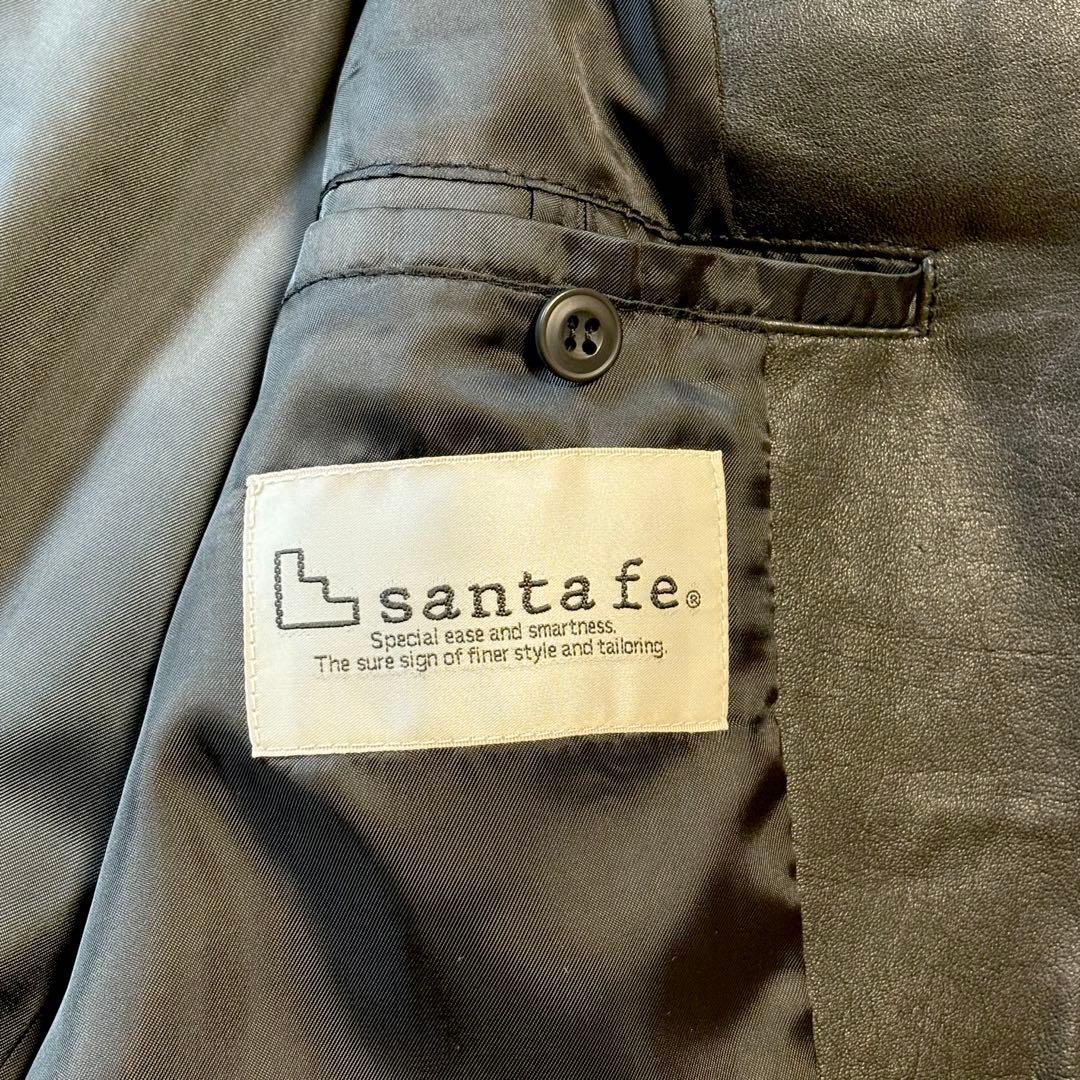 santa fe®
Special ease and smartness.
The sure sign of finer style and tailoring.